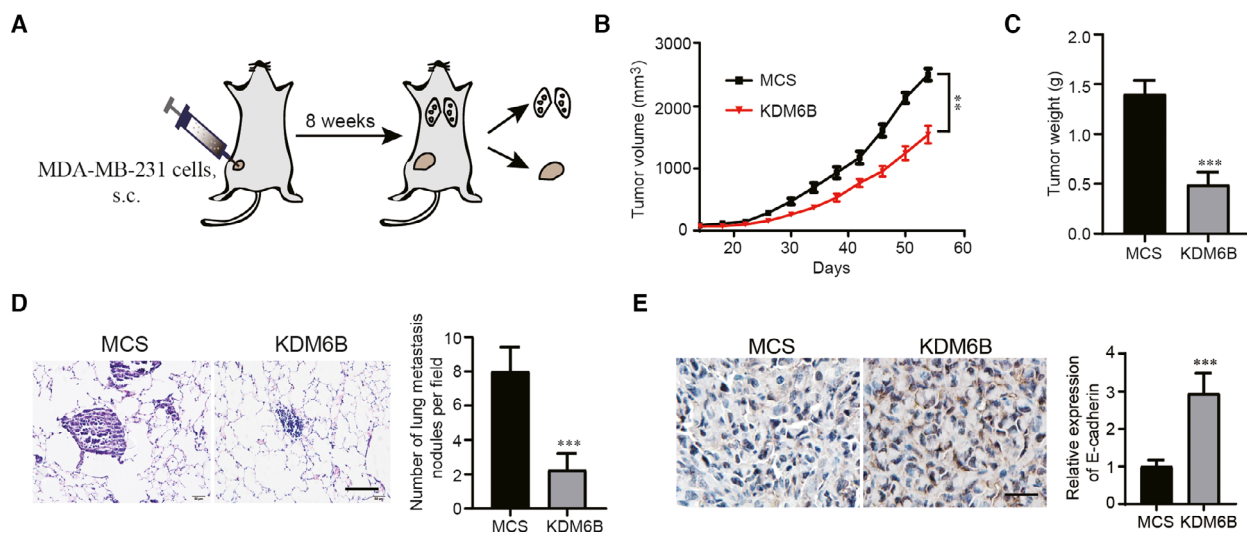 A
8 weeks
MDA-MB-231 cells,
s.c.
B
Tumor volume (mm3)
3000
2000
1000
0
MCS
KDM6B
**
20
30
40
50
60
Days
C
Tumor weight (g)
2.0
1.5
1.0
0.5
0.0
***
MCS
KDM6B
D
MCS
KDM6B
Number of lung metastasis
nodules per field
10
8
6
4
2
0
***
MCS
KDM6B
E
MCS
KDM6B
Relative expression
of E-cadherin
4
3
2
1
0
***
MCS
KDM6B